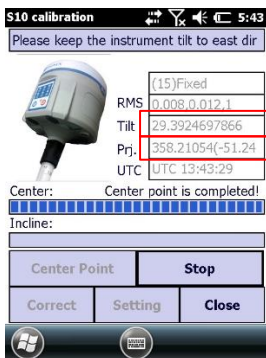 S10 calibration 5:43
Please keep the instrument tilt to east dir
(15)Fixed
RMS 0.008,0.012,1
Tilt 29.3924697866
Prj. 358.21054(-51.24
UTC UTC 13:43:29
Center: Center point is completed!
Incline:
Center Point Stop
Correct Setting Close